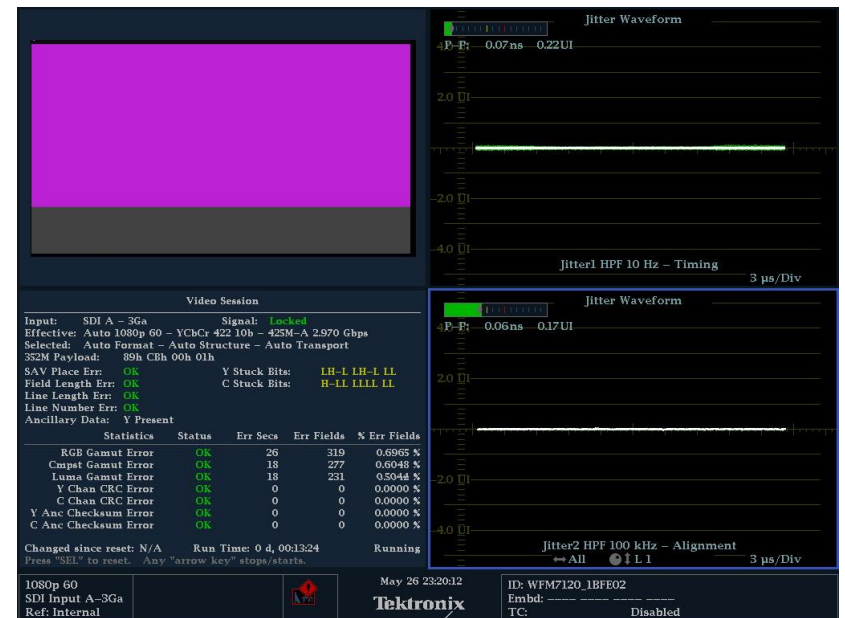 Jitter Waveform
P-P: 0.07ns 0.22UI
4.0
2.0 UI
-2.0 UI
-4.0 UI
Jitter1 HPF 10 Hz – Timing
3 µs/Div
Video Session
Input: SDI A – 3Ga Signal: Locked
Effective: Auto 1080p 60 – YCbCr 422 10b – 425M–A 2.970 Gbps
Selected: Auto Format – Auto Structure – Auto Transport
352M Payload: 89h CBh 00h 01h
SAV Place Err: OK Y Stuck Bits: LH–L LH–L LL
Field Length Err: OK C Stuck Bits: H–LL LLLL LL
Line Length Err: OK
Line Number Err: OK
Ancillary Data: Y Present
Statistics Status Err Secs Err Fields % Err Fields
RGB Gamut Error OK 26 319 0.6965 %
Cmpst Gamut Error OK 18 277 0.6048 %
Luma Gamut Error OK 18 231 0.5044 %
Y Chan CRC Error OK 0 0 0.0000 %
C Chan CRC Error OK 0 0 0.0000 %
Y Anc Checksum Error OK 0 0 0.0000 %
C Anc Checksum Error OK 0 0 0.0000 %
Changed since reset: N/A Run Time: 0 d, 00:13:24 Running
Press "SEL" to reset. Any "arrow key" stops/starts.
Jitter Waveform
P-P: 0.06ns 0.17UI
4.0
2.0 UI
-2.0 UI
-4.0 UI
Jitter2 HPF 100 kHz – Alignment
All L 1 3 µs/Div
1080p 60
SDI Input A–3Ga
Ref: Internal
May 26 23:20:12
Tektronix
ID: WFM7120_1BFE02
Embd: –––– –––– –––– ––––
TC: Disabled